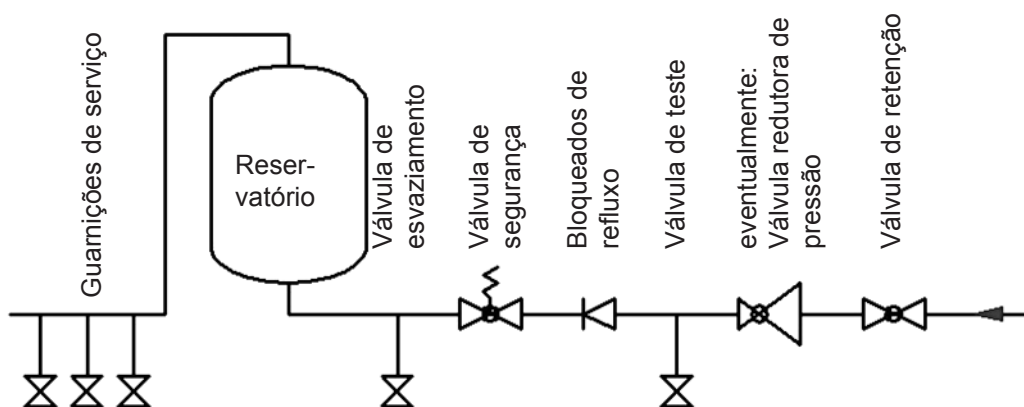 Guarnições de serviço
Reser-
vatório
Válvula de
esvaziamento
Válvula de
segurança
Bloqueados de
refluxo
Válvula de teste
eventualmente:
Válvula redutora de
pressão
Válvula de retenção